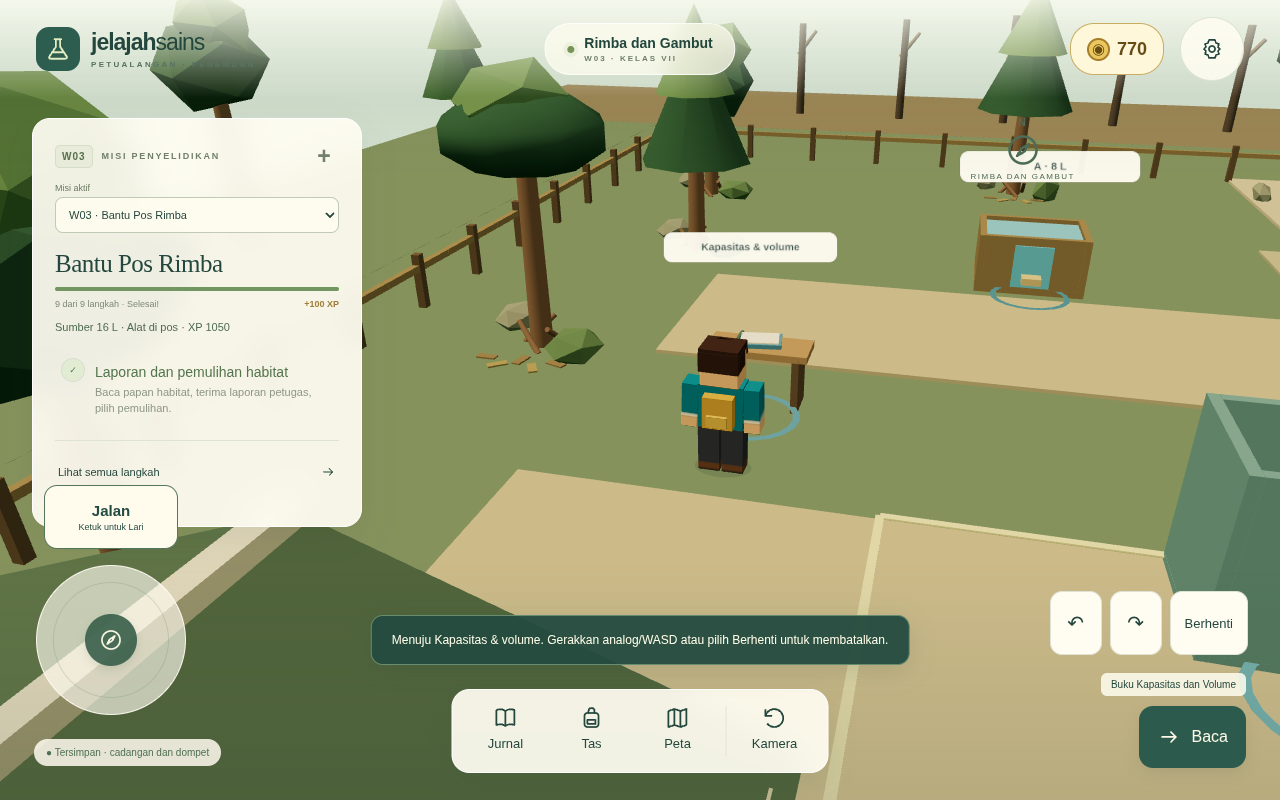 jelajahsains
Rimba dan Gambut
W03 · KELAS VII
770
W03
MISI PENYELIDIKAN
+
Misi aktif
W03 · Bantu Pos Rimba
Bantu Pos Rimba
9 dari 9 langkah · Selesai!
+100 XP
Sumber 16 L · Alat di pos · XP 1050
✓
Laporan dan pemulihan habitat
Baca papan habitat, terima laporan petugas,
pilih pemulihan.
Lihat semua langkah
Jalan
Ketuk untuk Lari
A · 8 L
RIMBA DAN GAMBUT
Kapasitas & volume
Menuju Kapasitas & volume. Gerakkan analog/WASD atau pilih Berhenti untuk membatalkan.
Berhenti
Buku Kapasitas dan Volume
Baca
Jurnal
Tas
Peta
Kamera
● Tersimpan · cadangan dan dompet